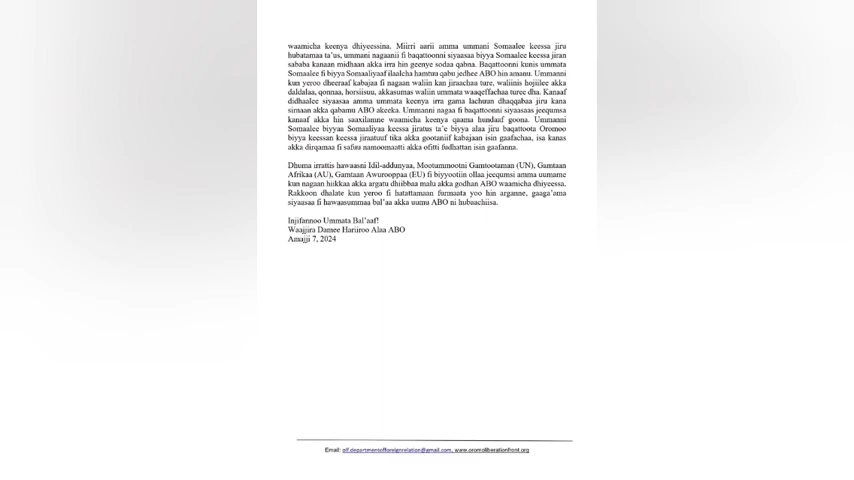 waamicha keenya dhiyeessina. Miirri aarii amma ummani Somaalee keessa jiru
hubatamaa ta'us, ummani nagaanii fi baqattoonni siyaasaa biyya Somaalee keessa jiran
sababa kanaan midhaan akka irra hin geenye sodaa qabna. Baqattoonni kunis ummata
Somaalee fi biyya Somaaliyaaf ilaalcha hamtuu qabu jedhee ABO hin amanu. Ummanni
kun yeroo dheeraaf kabajaa fi nagaan waliin kan jiraachaa ture, waliinis hojiilee akka
daldalaa, qonnaa, horsiisuu, akkasumas waliin ummata waaqeffachaa turee dha. Kanaaf
didhaalee siyaasaa amma ummata keenya irra gama lachuun dhaqqabaa jiru kana
sirnaan akka qabamu ABO akeeka. Ummanni nagaa fi baqattoonni siyaasaas jeequmsa
kanaaf akka hin saaxilamne waamicha keenya qaama hundaaf goona. Ummanni
Somaalee biyyaa Somaaliyaa keessa jiratus ta'e biyya alaa jiru baqattoota Oromoo
biyya keessan keessa jiraatuuf tika akka gootaniif kabajaan isin gaafachaa, isa kanas
akka dirqamaa fi safuu namoomaatti akka ofitti fudhattan isin gaafanna.
Dhuma irrattis hawaasni Idil-addunyaa, Mootummootni Gamtootaman (UN), Gamtaan
Afrikaa (AU), Gamtaan Awurooppaa (EU) fi biyyootiin ollaa jeequmsi amma uumame
kun nagaan hiikkaa akka argatu dhiibbaa malu akka godhan ABO waamicha dhiyeessa.
Rakkoon dhalate kun yeroo fi hatattamaan furmaata yoo hin arganne, gaaga'ama
siyaasaa fi hawaasummaa bal'aa akka uumu ABO ni hubachiisa.
Injifannoo Ummata Bal'aaf!
Waajjira Damee Hariiroo Alaa ABO
Amajji 7, 2024
Email: olf.departmentofforeignrelation@gmail.com, www.oromoliberationfront.org